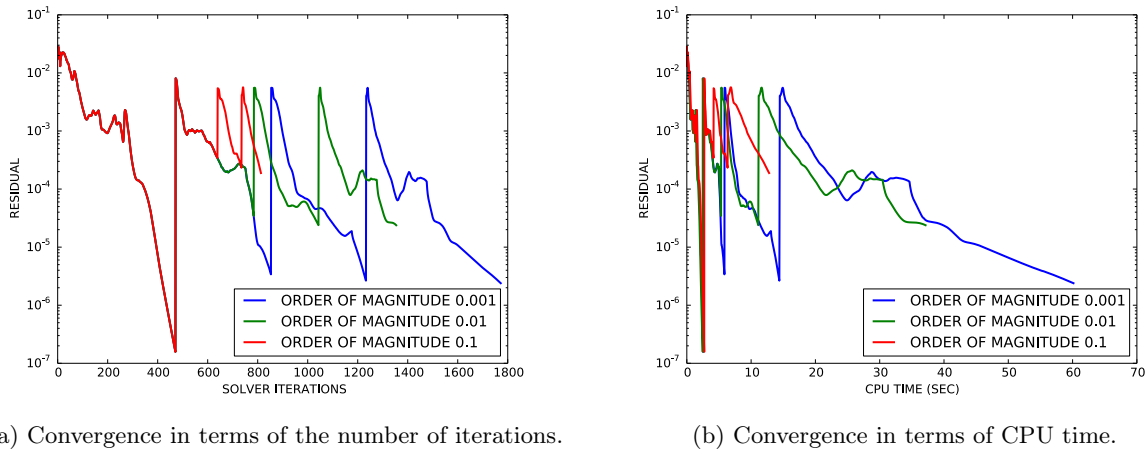 10⁻¹
10⁻²
10⁻³
10⁻⁴
10⁻⁵
10⁻⁶
10⁻⁷
RESIDUAL
0 200 400 600 800 1000 1200 1400 1600 1800
SOLVER ITERATIONS
ORDER OF MAGNITUDE 0.001
ORDER OF MAGNITUDE 0.01
ORDER OF MAGNITUDE 0.1
a) Convergence in terms of the number of iterations.
10⁻¹
10⁻²
10⁻³
10⁻⁴
10⁻⁵
10⁻⁶
10⁻⁷
RESIDUAL
0 10 20 30 40 50 60 70
CPU TIME (SEC)
ORDER OF MAGNITUDE 0.001
ORDER OF MAGNITUDE 0.01
ORDER OF MAGNITUDE 0.1
(b) Convergence in terms of CPU time.